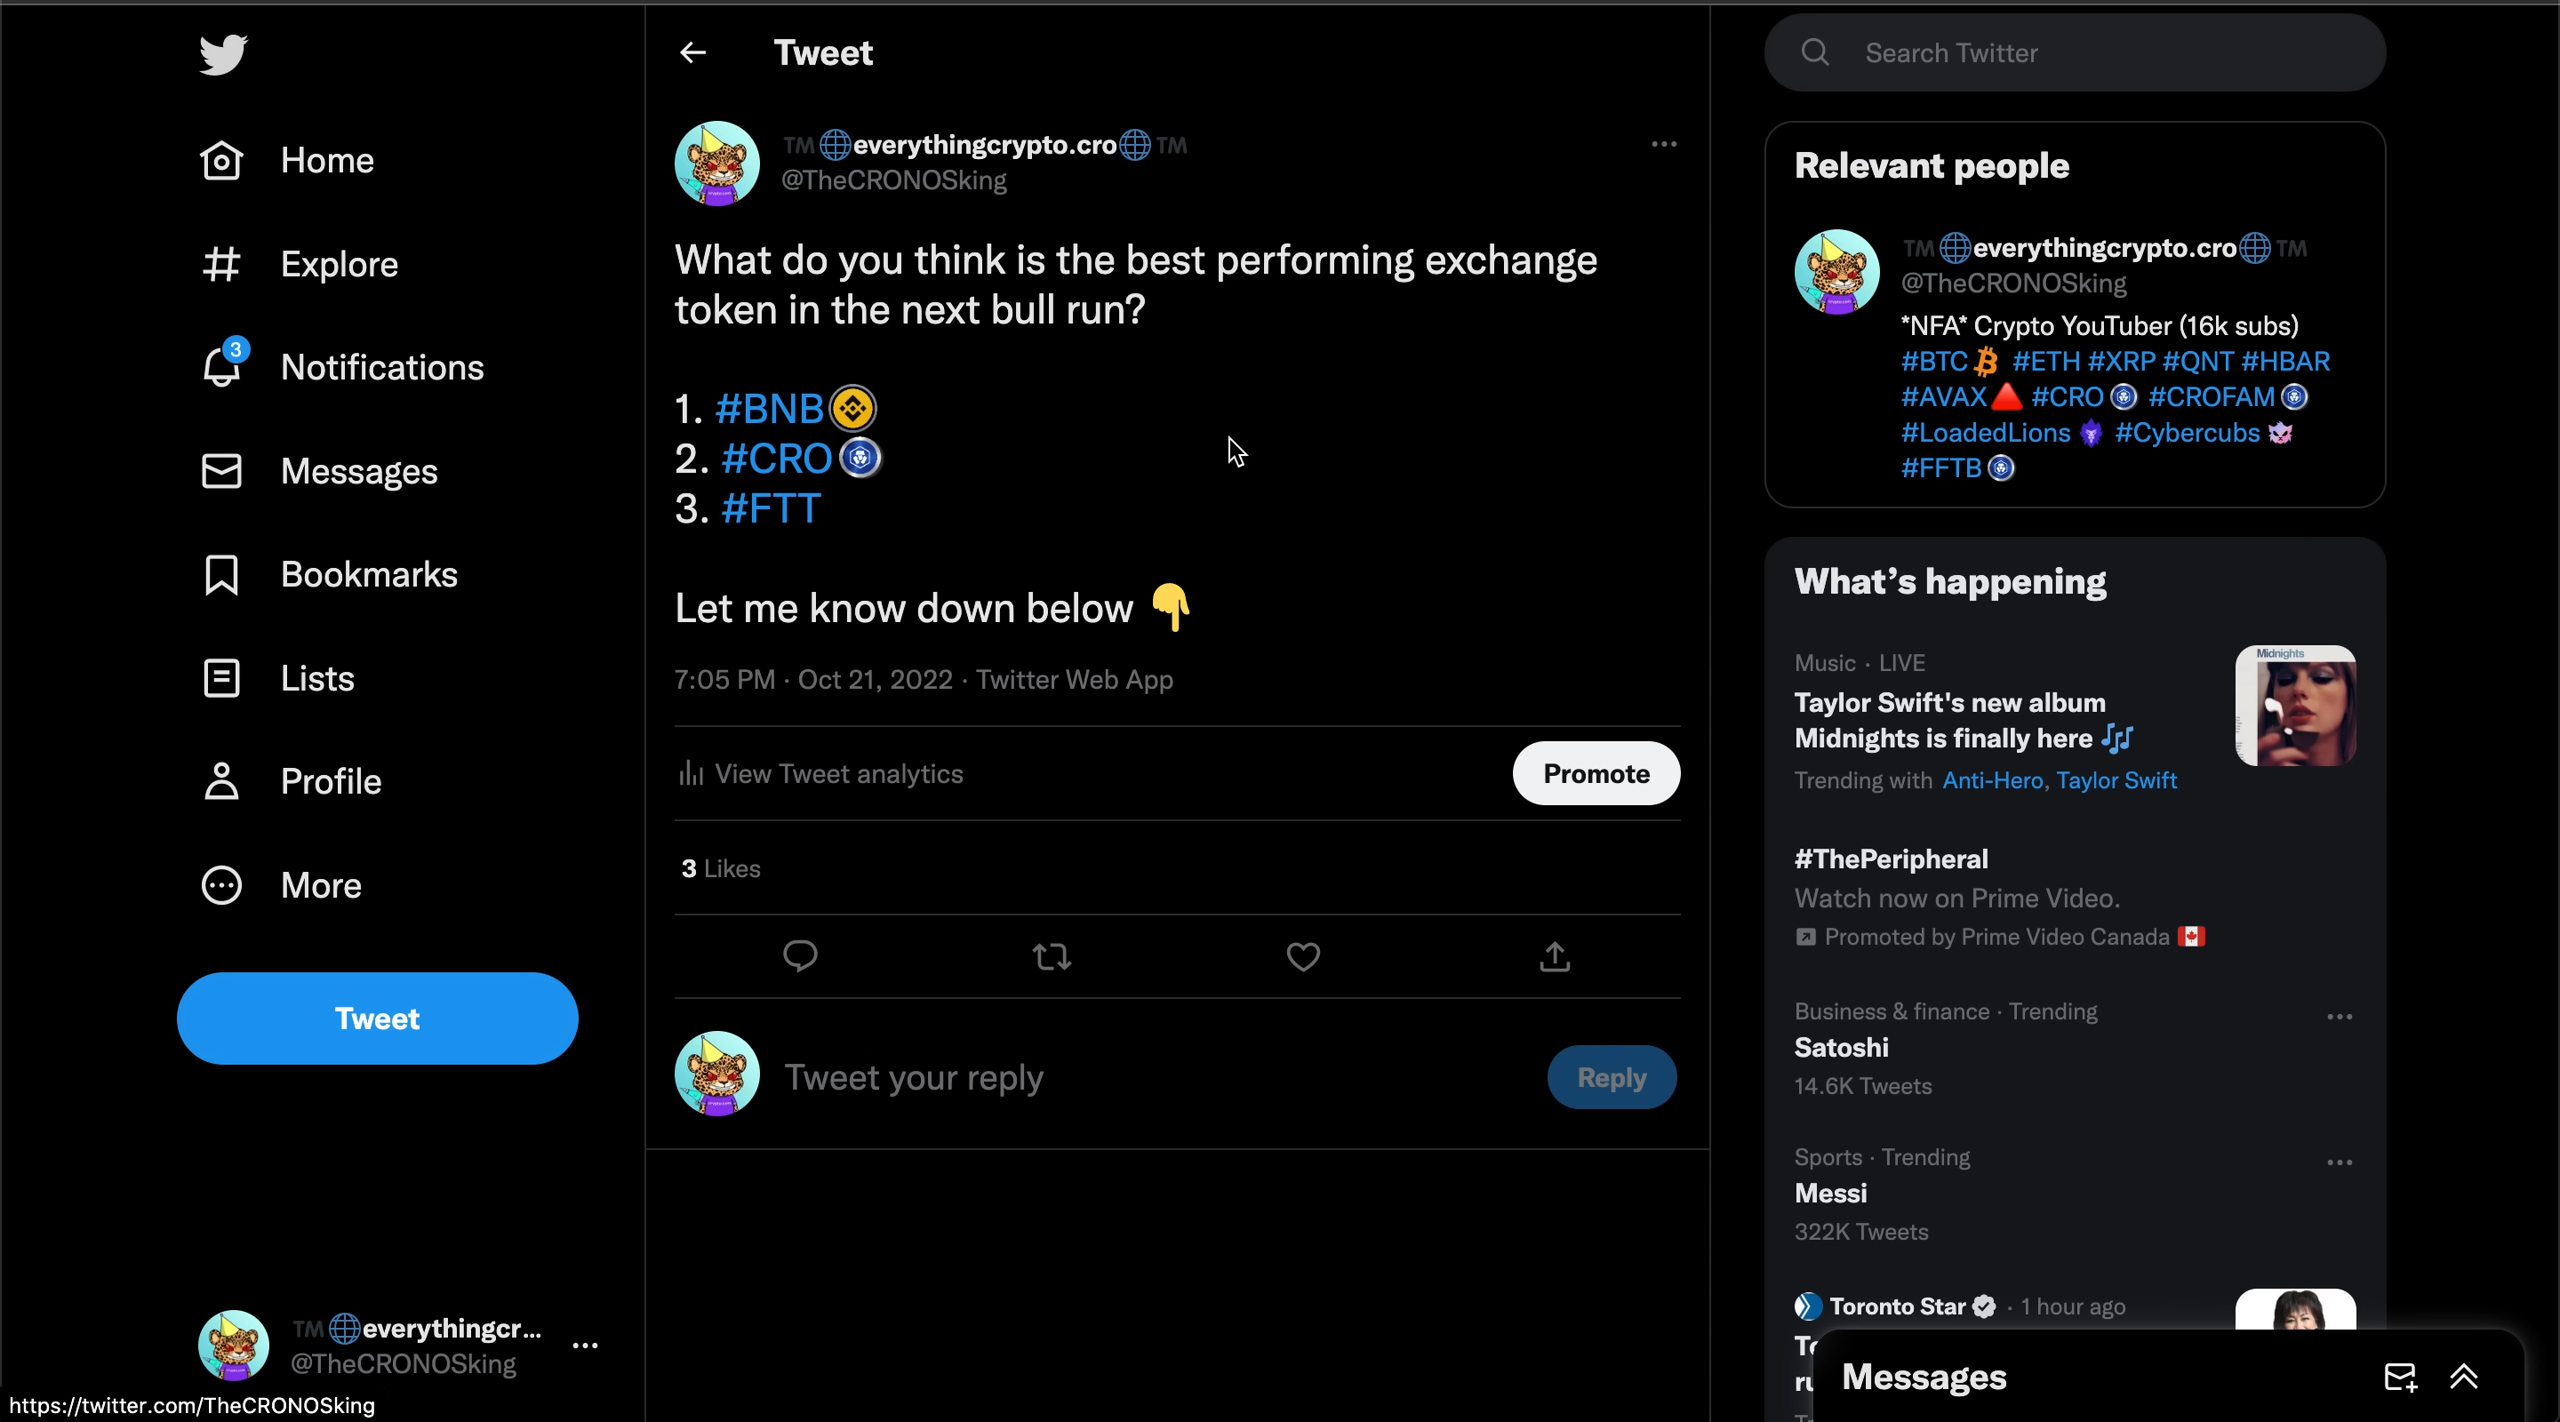 Home
Explore
3
Notifications
Messages
Bookmarks
Lists
Profile
More
Tweet
TM🌐everythingcr...
@TheCRONOSking
https://twitter.com/TheCRONOSking
Tweet
TM🌐everythingcrypto.cro🌐TM
@TheCRONOSking
What do you think is the best performing exchange
token in the next bull run?
1. #BNB
2. #CRO
3. #FTT
Let me know down below 👇
7:05 PM · Oct 21, 2022 · Twitter Web App
View Tweet analytics
Promote
3 Likes
Tweet your reply
Reply
Search Twitter
Relevant people
TM🌐everythingcrypto.cro🌐TM
@TheCRONOSking
*NFA* Crypto YouTuber (16k subs)
#BTC #ETH #XRP #QNT #HBAR
#AVAX🔺 #CRO #CROFAM
#LoadedLions #Cybercubs
#FFTB
What's happening
Music · LIVE
Taylor Swift's new album
Midnights is finally here 🎶
Trending with Anti-Hero, Taylor Swift
Midnights
#ThePeripheral
Watch now on Prime Video.
Promoted by Prime Video Canada 🇨🇦
Business & finance · Trending
Satoshi
14.6K Tweets
Sports · Trending
Messi
322K Tweets
Toronto Star · 1 hour ago
Messages